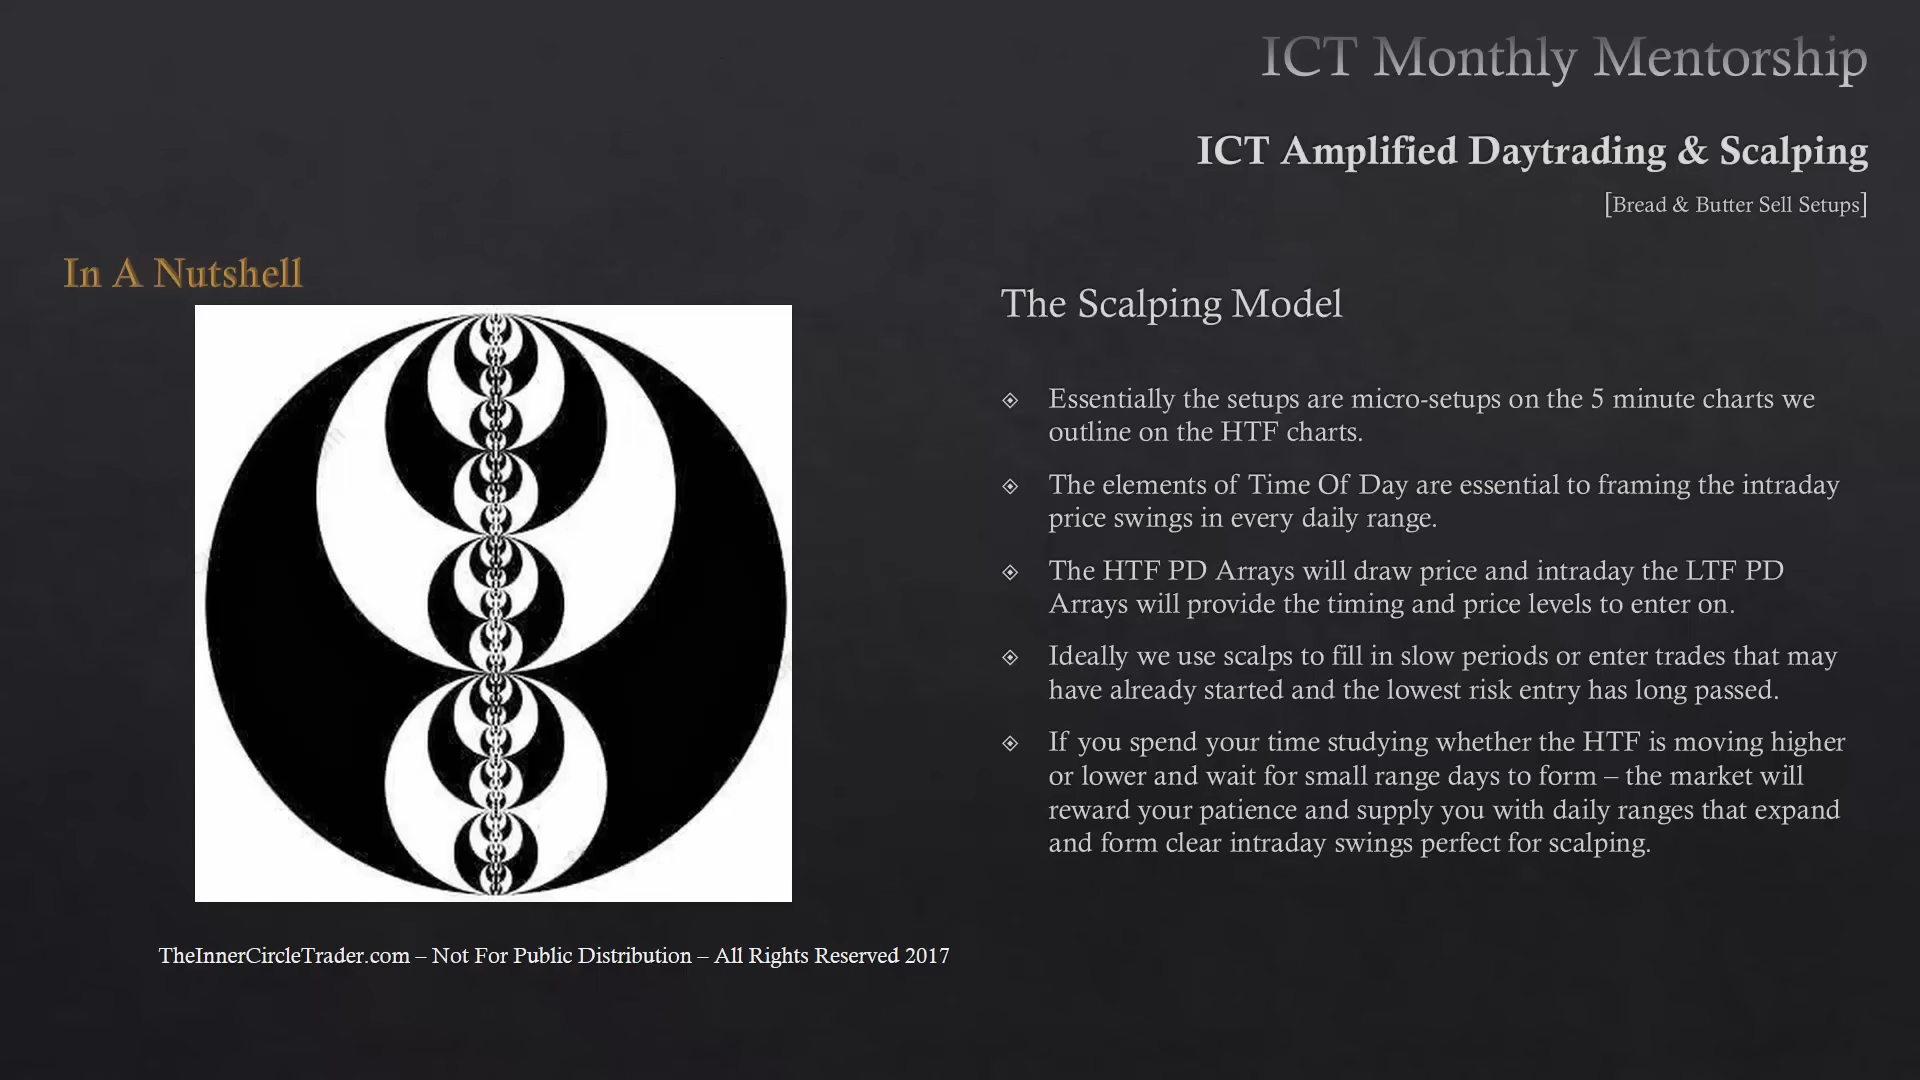 ICT Monthly Mentorship
ICT Amplified Daytrading & Scalping
[Bread & Butter Sell Setups]
In A Nutshell
The Scalping Model
Essentially the setups are micro-setups on the 5 minute charts we
outline on the HTF charts.
The elements of Time Of Day are essential to framing the intraday
price swings in every daily range.
The HTF PD Arrays will draw price and intraday the LTF PD
Arrays will provide the timing and price levels to enter on.
Ideally we use scalps to fill in slow periods or enter trades that may
have already started and the lowest risk entry has long passed.
If you spend your time studying whether the HTF is moving higher
or lower and wait for small range days to form – the market will
reward your patience and supply you with daily ranges that expand
and form clear intraday swings perfect for scalping.
TheInnerCircleTrader.com – Not For Public Distribution – All Rights Reserved 2017